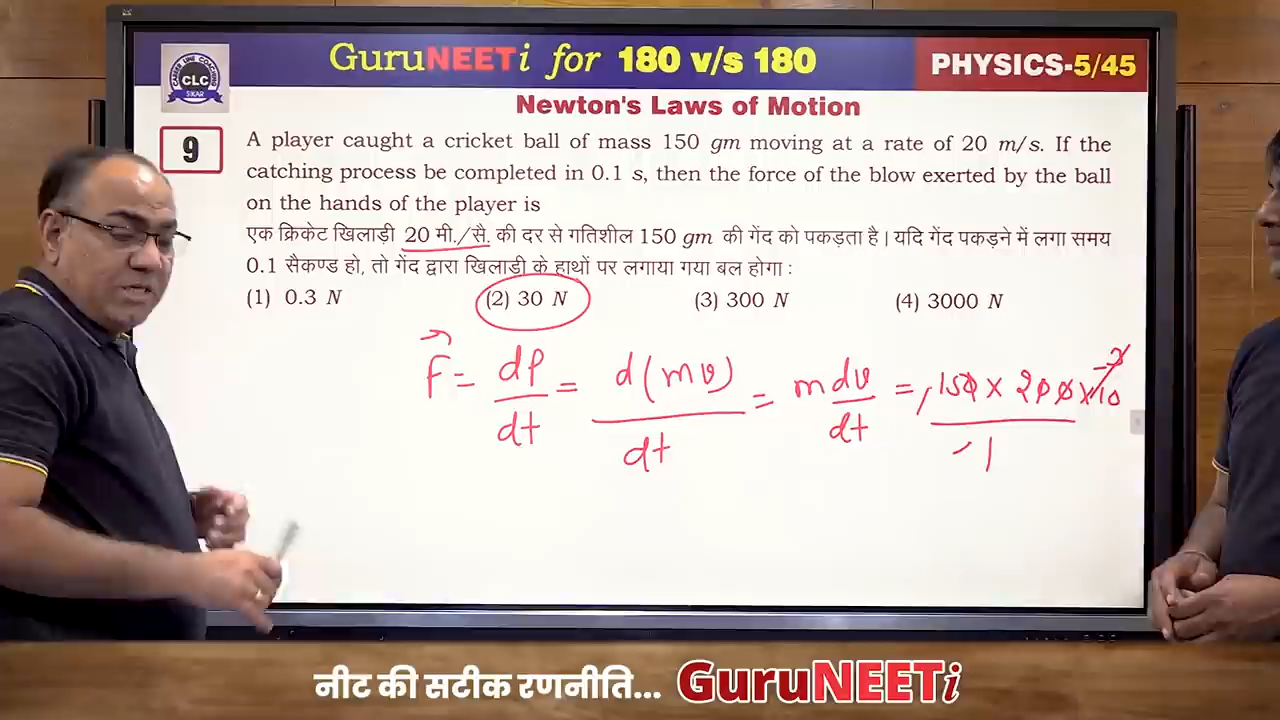 GuruNEETi for 180 v/s 180
PHYSICS-5/45
CAREER LINE COACHING
CLC
SIKAR
Newton's Laws of Motion
9
A player caught a cricket ball of mass 150 gm moving at a rate of 20 m/s. If the
catching process be completed in 0.1 s, then the force of the blow exerted by the ball
on the hands of the player is
एक क्रिकेट खिलाड़ी 20 मी./सै. की दर से गतिशील 150 gm की गेंद को पकड़ता है। यदि गेंद पकड़ने में लगा समय
0.1 सैकण्ड हो, तो गेंद द्वारा खिलाड़ी के हाथों पर लगाया गया बल होगा :
(1) 0.3 N (2) 30 N (3) 300 N (4) 3000 N
F = dp/dt = d(mv)/dt = m dv/dt =
नीट की सटीक रणनीति... GuruNEETi